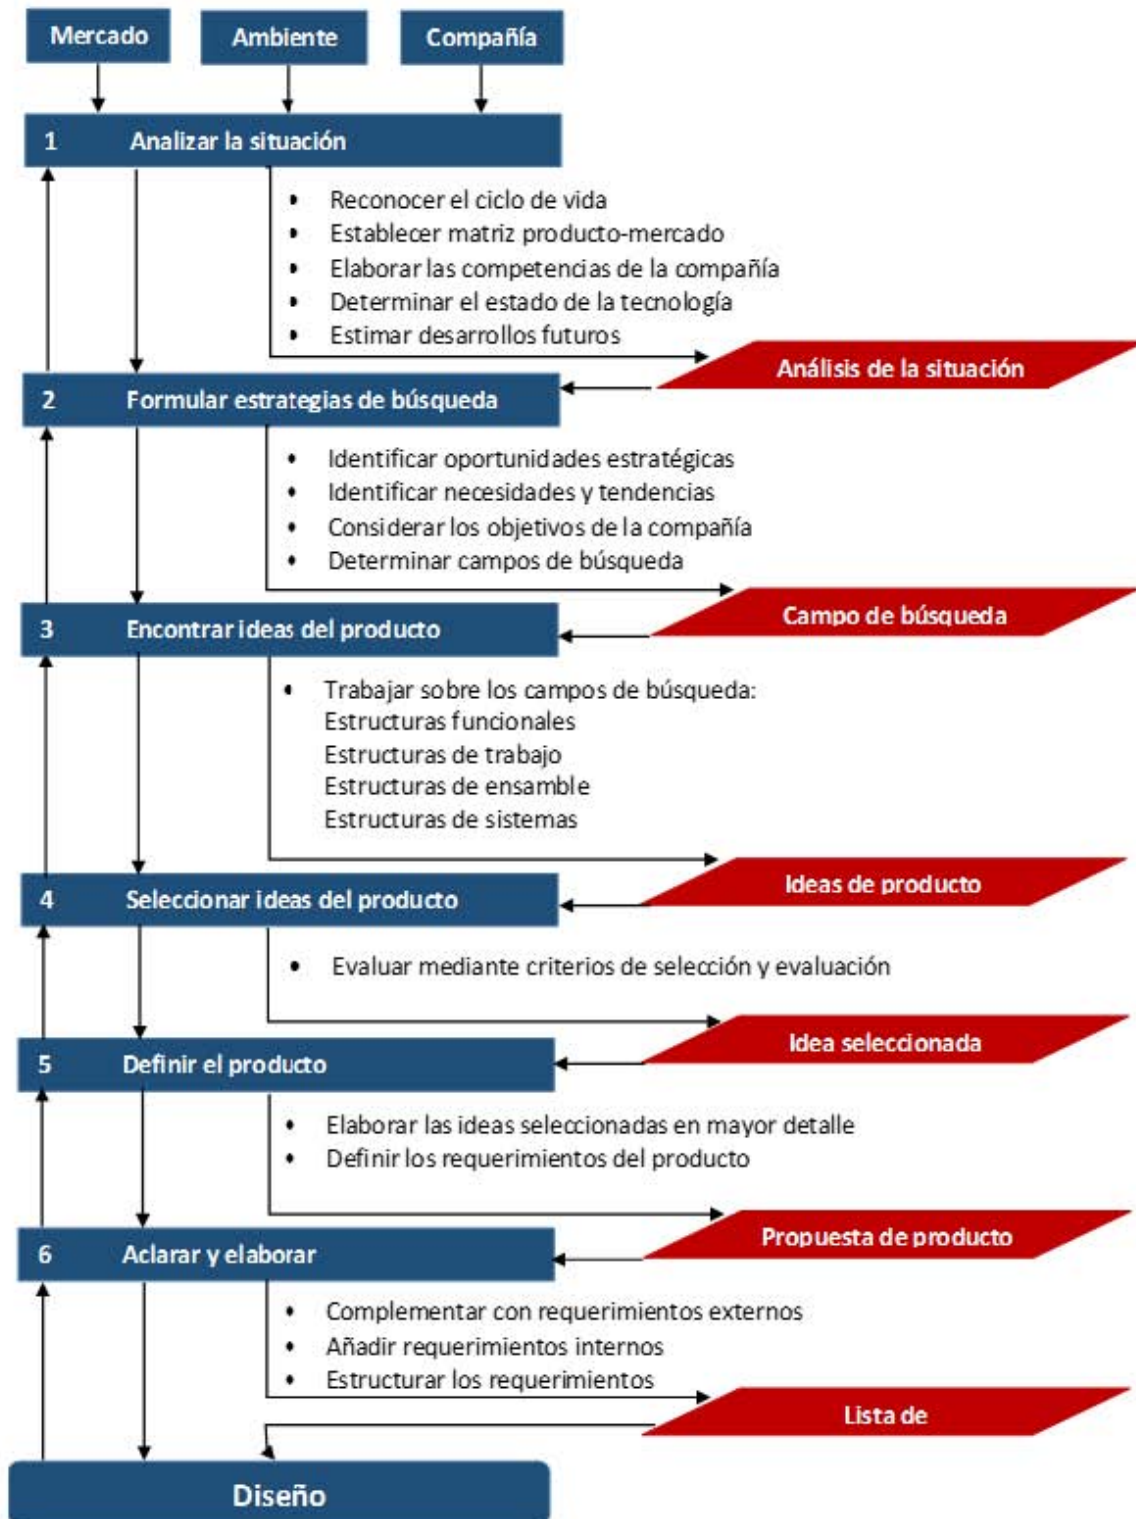 Mercado
Ambiente
Compañía
1 Analizar la situación
• Reconocer el ciclo de vida
• Establecer matriz producto-mercado
• Elaborar las competencias de la compañía
• Determinar el estado de la tecnología
• Estimar desarrollos futuros
Análisis de la situación
2 Formular estrategias de búsqueda
• Identificar oportunidades estratégicas
• Identificar necesidades y tendencias
• Considerar los objetivos de la compañía
• Determinar campos de búsqueda
Campo de búsqueda
3 Encontrar ideas del producto
• Trabajar sobre los campos de búsqueda:
Estructuras funcionales
Estructuras de trabajo
Estructuras de ensamble
Estructuras de sistemas
Ideas de producto
4 Seleccionar ideas del producto
• Evaluar mediante criterios de selección y evaluación
Idea seleccionada
5 Definir el producto
• Elaborar las ideas seleccionadas en mayor detalle
• Definir los requerimientos del producto
Propuesta de producto
6 Aclarar y elaborar
• Complementar con requerimientos externos
• Añadir requerimientos internos
• Estructurar los requerimientos
Lista de
Diseño